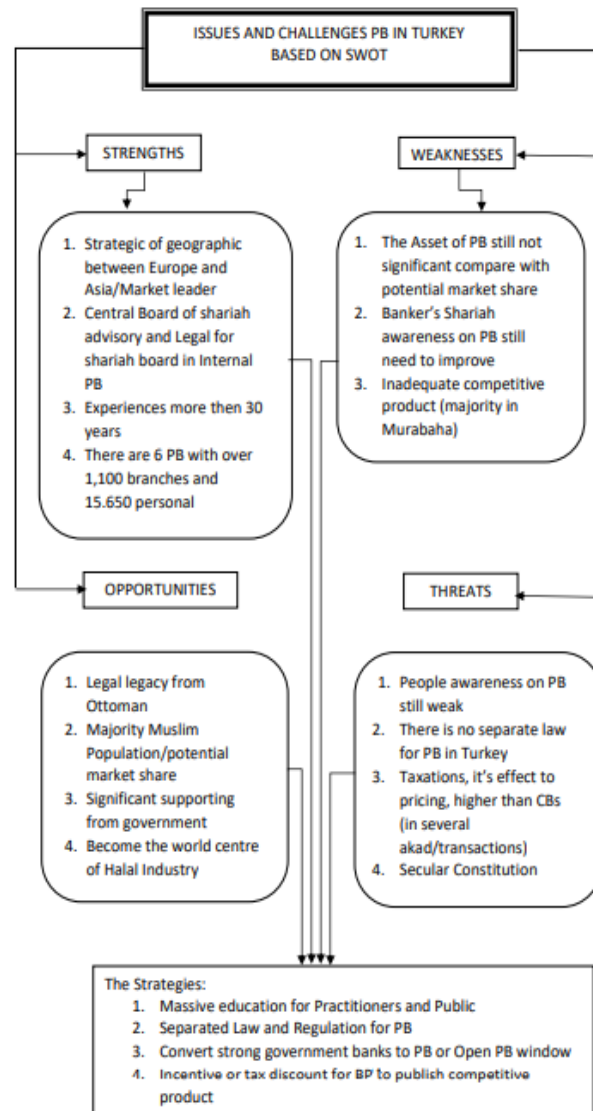 ISSUES AND CHALLENGES PB IN TURKEY
BASED ON SWOT
STRENGTHS
WEAKNESSES
1. Strategic of geographic
between Europe and
Asia/Market leader
2. Central Board of shariah
advisory and Legal for
shariah board in Internal
PB
3. Experiences more then 30
years
4. There are 6 PB with over
1,100 branches and
15.650 personal
1. The Asset of PB still not
significant compare with
potential market share
2. Banker's Shariah
awareness on PB still
need to improve
3. Inadequate competitive
product (majority in
Murabaha)
OPPORTUNITIES
THREATS
1. Legal legacy from
Ottoman
2. Majority Muslim
Population/potential
market share
3. Significant supporting
from government
4. Become the world centre
of Halal Industry
1. People awareness on PB
still weak
2. There is no separate law
for PB in Turkey
3. Taxations, it's effect to
pricing, higher than CBs
(in several
akad/transactions)
4. Secular Constitution
The Strategies:
1. Massive education for Practitioners and Public
2. Separated Law and Regulation for PB
3. Convert strong government banks to PB or Open PB window
4. Incentive or tax discount for BP to publish competitive
product